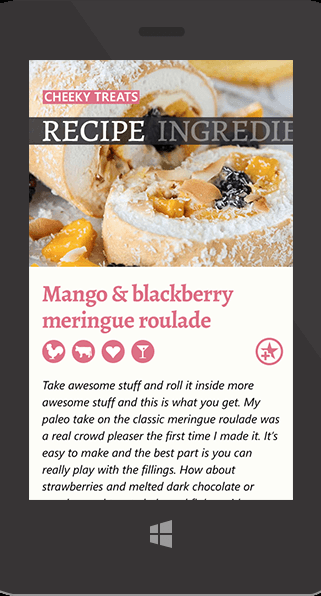 CHEEKY TREATS
RECIPE INGREDIE
Mango & blackberry
meringue roulade
Take awesome stuff and roll it inside more
awesome stuff and this is what you get. My
paleo take on the classic meringue roulade was
a real crowd pleaser the first time I made it. It's
easy to make and the best part is you can
really play with the fillings. How about
strawberries and melted dark chocolate or